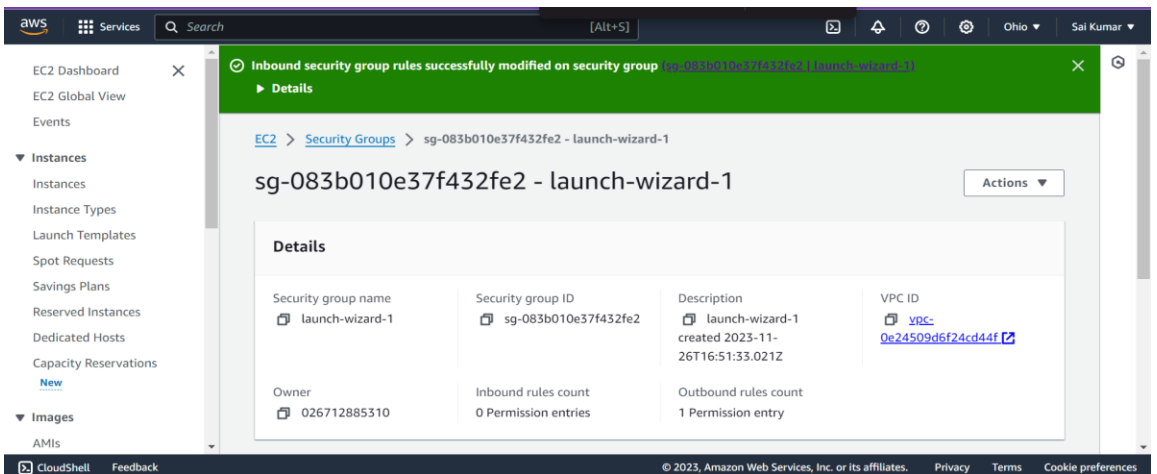 aws Services Search [Alt+S] Ohio Sai Kumar
EC2 Dashboard
EC2 Global View
Events
Instances
Instances
Instance Types
Launch Templates
Spot Requests
Savings Plans
Reserved Instances
Dedicated Hosts
Capacity Reservations
New
Images
AMIs
Inbound security group rules successfully modified on security group (sg-083b010e37f432fe2 | launch-wizard-1)
Details
EC2 > Security Groups > sg-083b010e37f432fe2 - launch-wizard-1
sg-083b010e37f432fe2 - launch-wizard-1 Actions
Details
Security group name
launch-wizard-1
Security group ID
sg-083b010e37f432fe2
Description
launch-wizard-1
created 2023-11-
26T16:51:33.021Z
VPC ID
vpc-
0e24509d6f24cd44f
Owner
026712885310
Inbound rules count
0 Permission entries
Outbound rules count
1 Permission entry
CloudShell Feedback © 2023, Amazon Web Services, Inc. or its affiliates. Privacy Terms Cookie preferences